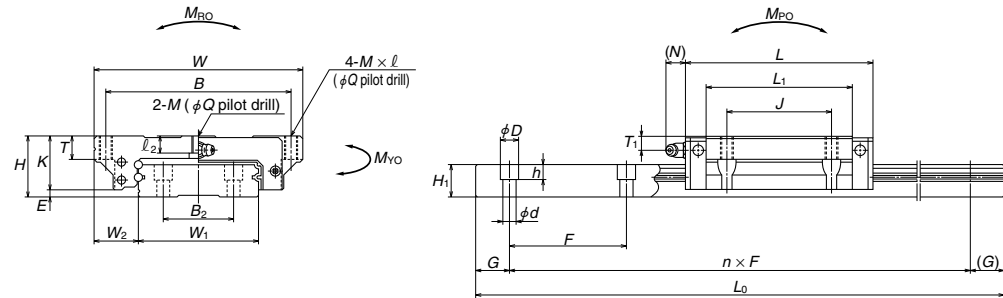 MRO
W
B
4-M × ℓ
(φQ pilot drill)
2-M (φQ pilot drill)
H
K
T
ℓ2
E
B2
W2
W1
MYO
MPO
(N)
L
L1
J
T1
φD
h
H1
φd
F
G
n × F
(G)
L0